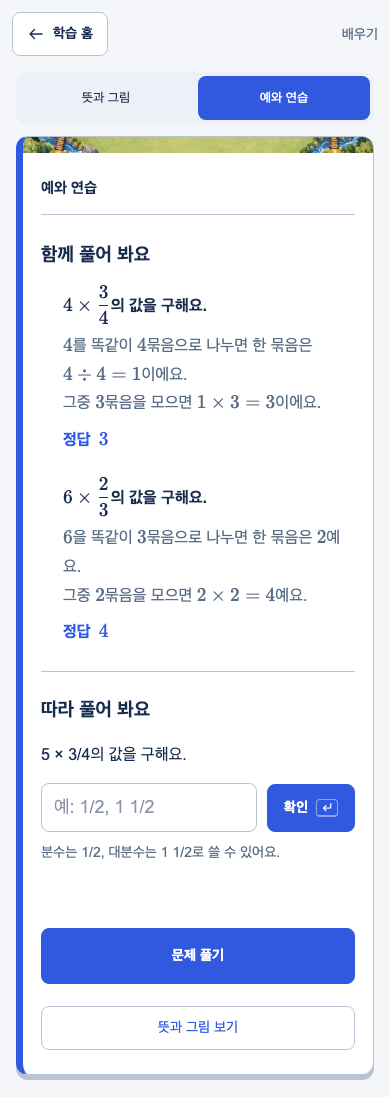 ← 학습 홈
배우기
뜻과 그림
예와 연습
예와 연습
함께 풀어 봐요
4 × 3/4의 값을 구해요.
4를 똑같이 4묶음으로 나누면 한 묶음은
4 ÷ 4 = 1이에요.
그중 3묶음을 모으면 1 × 3 = 3이에요.
정답 3
6 × 2/3의 값을 구해요.
6을 똑같이 3묶음으로 나누면 한 묶음은 2예
요.
그중 2묶음을 모으면 2 × 2 = 4예요.
정답 4
따라 풀어 봐요
5 × 3/4의 값을 구해요.
예: 1/2, 1 1/2
확인 ↵
분수는 1/2, 대분수는 1 1/2로 쓸 수 있어요.
문제 풀기
뜻과 그림 보기